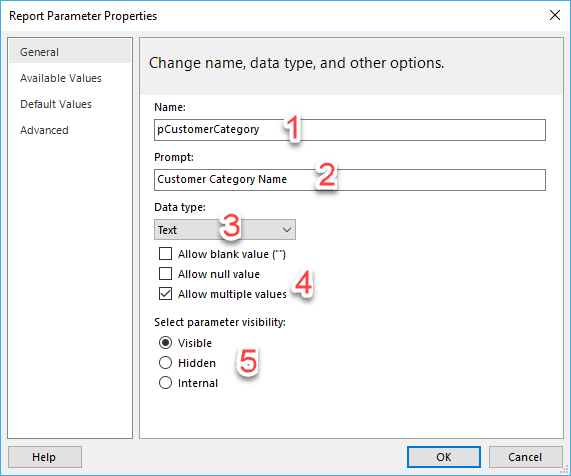 Report Parameter Properties
General
Available Values
Default Values
Advanced
Change name, data type, and other options.
Name:
pCustomerCategory 1
Prompt:
Customer Category Name 2
Data type:
Text 3
Allow blank value ("")
Allow null value
Allow multiple values 4
Select parameter visibility:
Visible
Hidden 5
Internal
Help OK Cancel